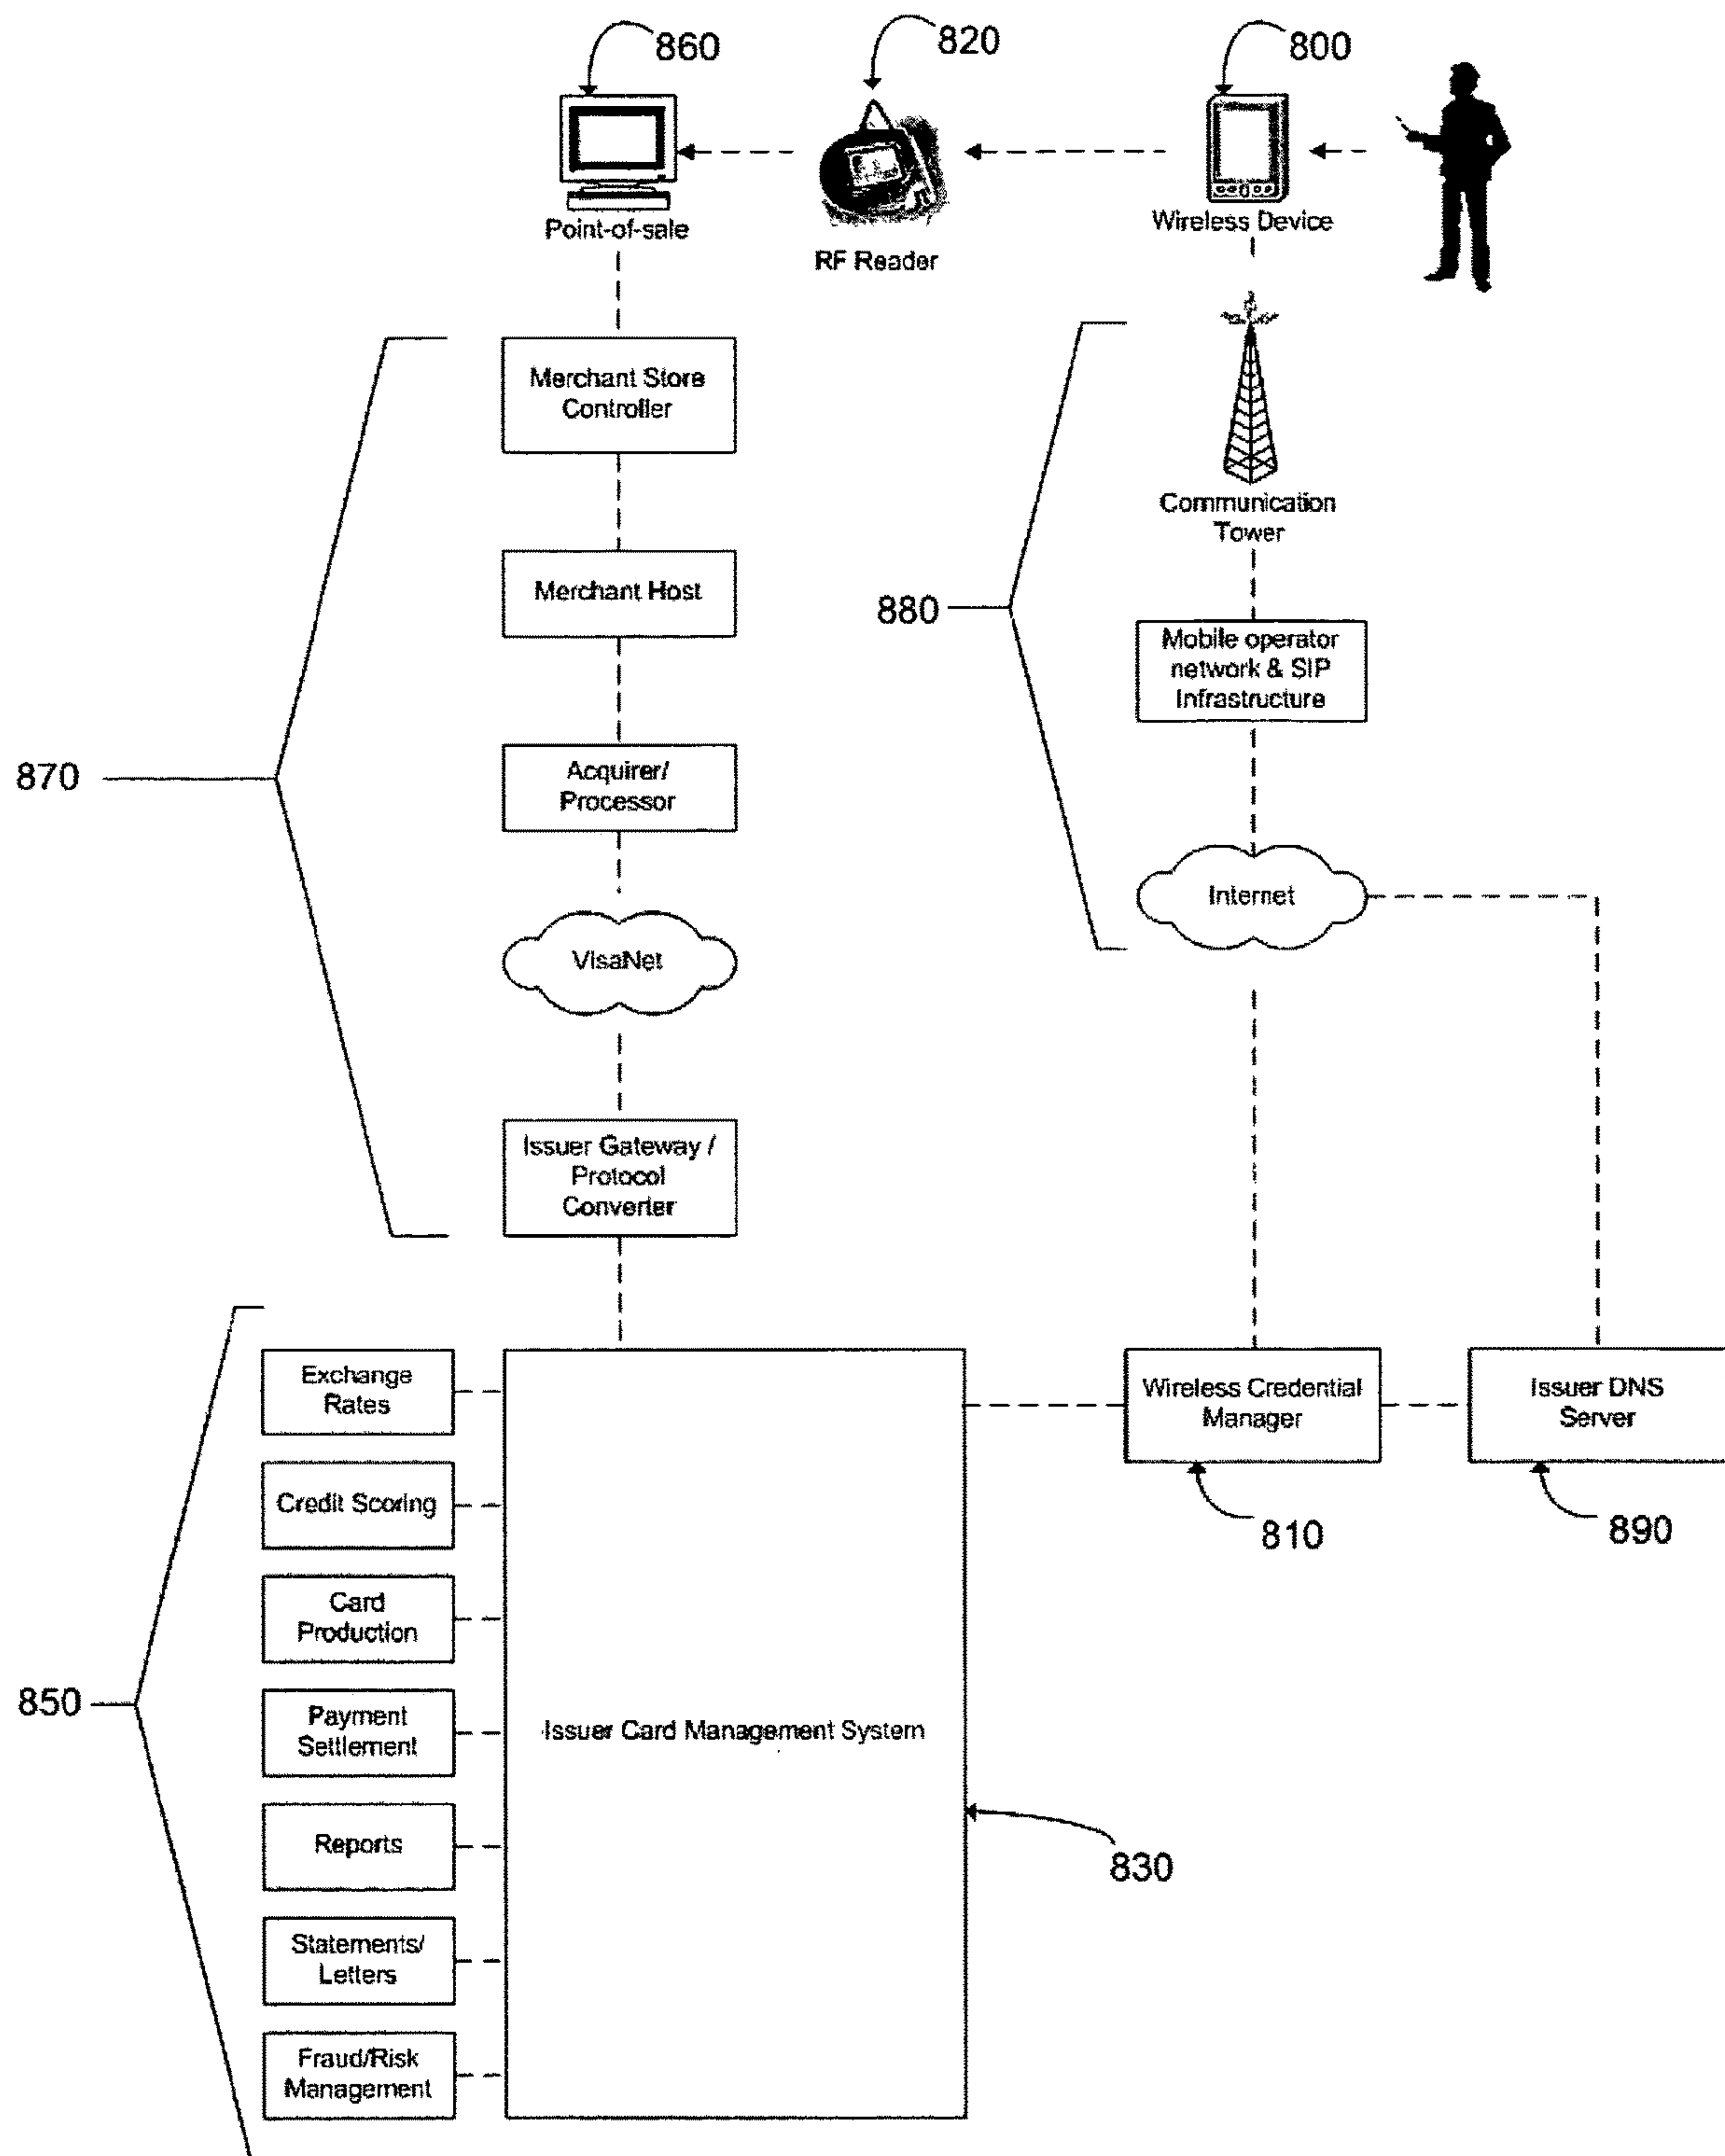 860
820
800
Point-of-sale
RF Reader
Wireless Device
Merchant Store
Controller
Communication
Tower
Merchant Host
880
Mobile operator
network & SIP
Infrastructure
870
Acquirer/
Processor
Internet
VisaNet
Issuer Gateway /
Protocol
Converter
Exchange
Rates
Wireless Credential
Manager
Issuer DNS
Server
Credit Scoring
810
890
Card
Production
850
Payment
Settlement
Issuer Card Management System
Reports
830
Statements/
Letters
Fraud/Risk
Management